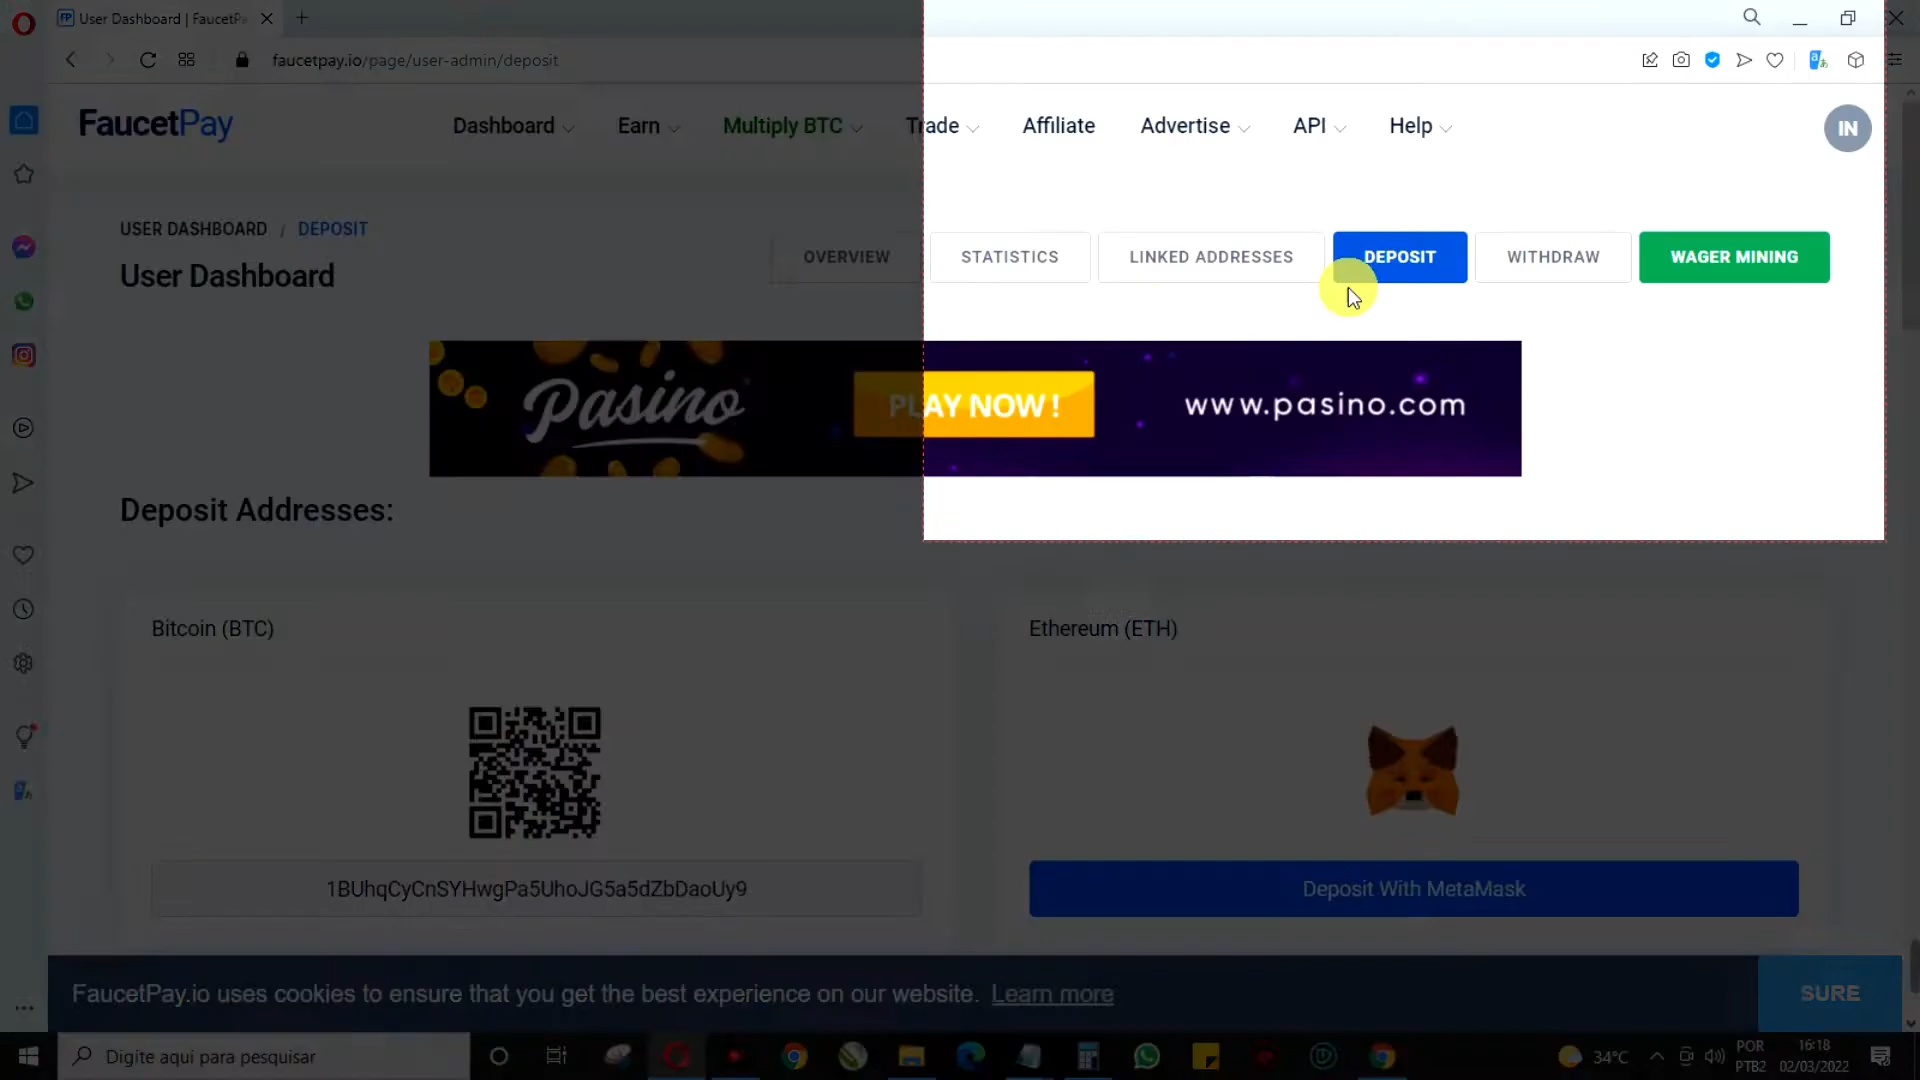 User Dashboard | FaucetPa
faucetpay.io/page/user-admin/deposit
FaucetPay
Dashboard
Earn
Multiply BTC
Trade
Affiliate
Advertise
API
Help
IN
USER DASHBOARD / DEPOSIT
User Dashboard
OVERVIEW
STATISTICS
LINKED ADDRESSES
DEPOSIT
WITHDRAW
WAGER MINING
Pasino
PLAY NOW !
www.pasino.com
Deposit Addresses:
Bitcoin (BTC)
Ethereum (ETH)
1BUhqCyCnSYHwgPa5UhoJG5a5dZbDaoUy9
Deposit With MetaMask
FaucetPay.io uses cookies to ensure that you get the best experience on our website. Learn more
SURE
Digite aqui para pesquisar
34°C
POR
PTB2
16:18
02/03/2022